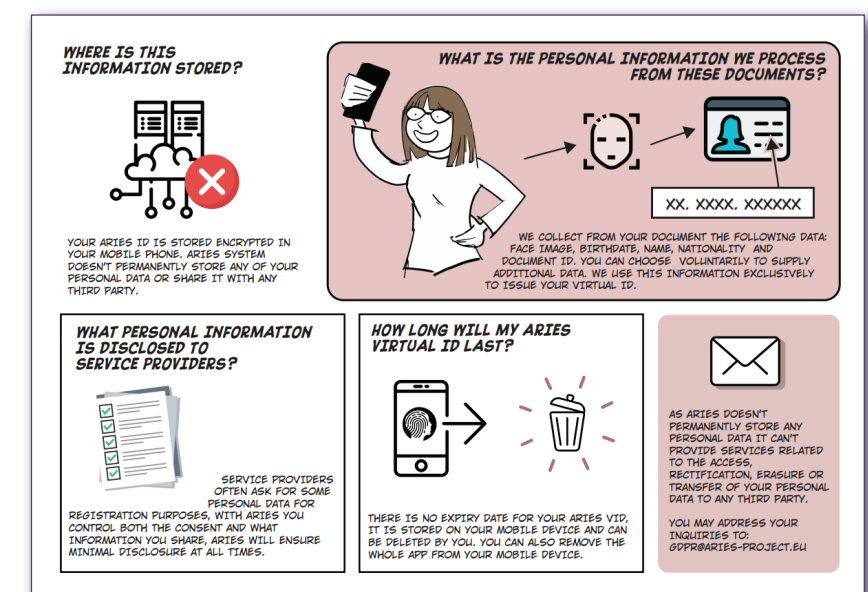 WHERE IS THIS
INFORMATION STORED?
YOUR ARIES ID IS STORED ENCRYPTED IN
YOUR MOBILE PHONE. ARIES SYSTEM
DOESN'T PERMANENTLY STORE ANY OF YOUR
PERSONAL DATA OR SHARE IT WITH ANY
THIRD PARTY.
WHAT IS THE PERSONAL INFORMATION WE PROCESS
FROM THESE DOCUMENTS?
XX. XXXX. XXXXXX
WE COLLECT FROM YOUR DOCUMENT THE FOLLOWING DATA:
FACE IMAGE, BIRTHDATE, NAME, NATIONALITY AND
DOCUMENT ID. YOU CAN CHOOSE VOLUNTARILY TO SUPPLY
ADDITIONAL DATA. WE USE THIS INFORMATION EXCLUSIVELY
TO ISSUE YOUR VIRTUAL ID.
WHAT PERSONAL INFORMATION
IS DISCLOSED TO
SERVICE PROVIDERS?
SERVICE PROVIDERS
OFTEN ASK FOR SOME
PERSONAL DATA FOR
REGISTRATION PURPOSES, WITH ARIES YOU
CONTROL BOTH THE CONSENT AND WHAT
INFORMATION YOU SHARE, ARIES WILL ENSURE
MINIMAL DISCLOSURE AT ALL TIMES.
HOW LONG WILL MY ARIES
VIRTUAL ID LAST?
THERE IS NO EXPIRY DATE FOR YOUR ARIES VID,
IT IS STORED ON YOUR MOBILE DEVICE AND CAN
BE DELETED BY YOU. YOU CAN ALSO REMOVE THE
WHOLE APP FROM YOUR MOBILE DEVICE.
AS ARIES DOESN'T
PERMANENTLY STORE ANY
PERSONAL DATA IT CAN'T
PROVIDE SERVICES RELATED
TO THE ACCESS,
RECTIFICATION, ERASURE OR
TRANSFER OF YOUR PERSONAL
DATA TO ANY THIRD PARTY.
YOU MAY ADDRESS YOUR
INQUIRIES TO:
GDPR@ARIES-PROJECT.EU